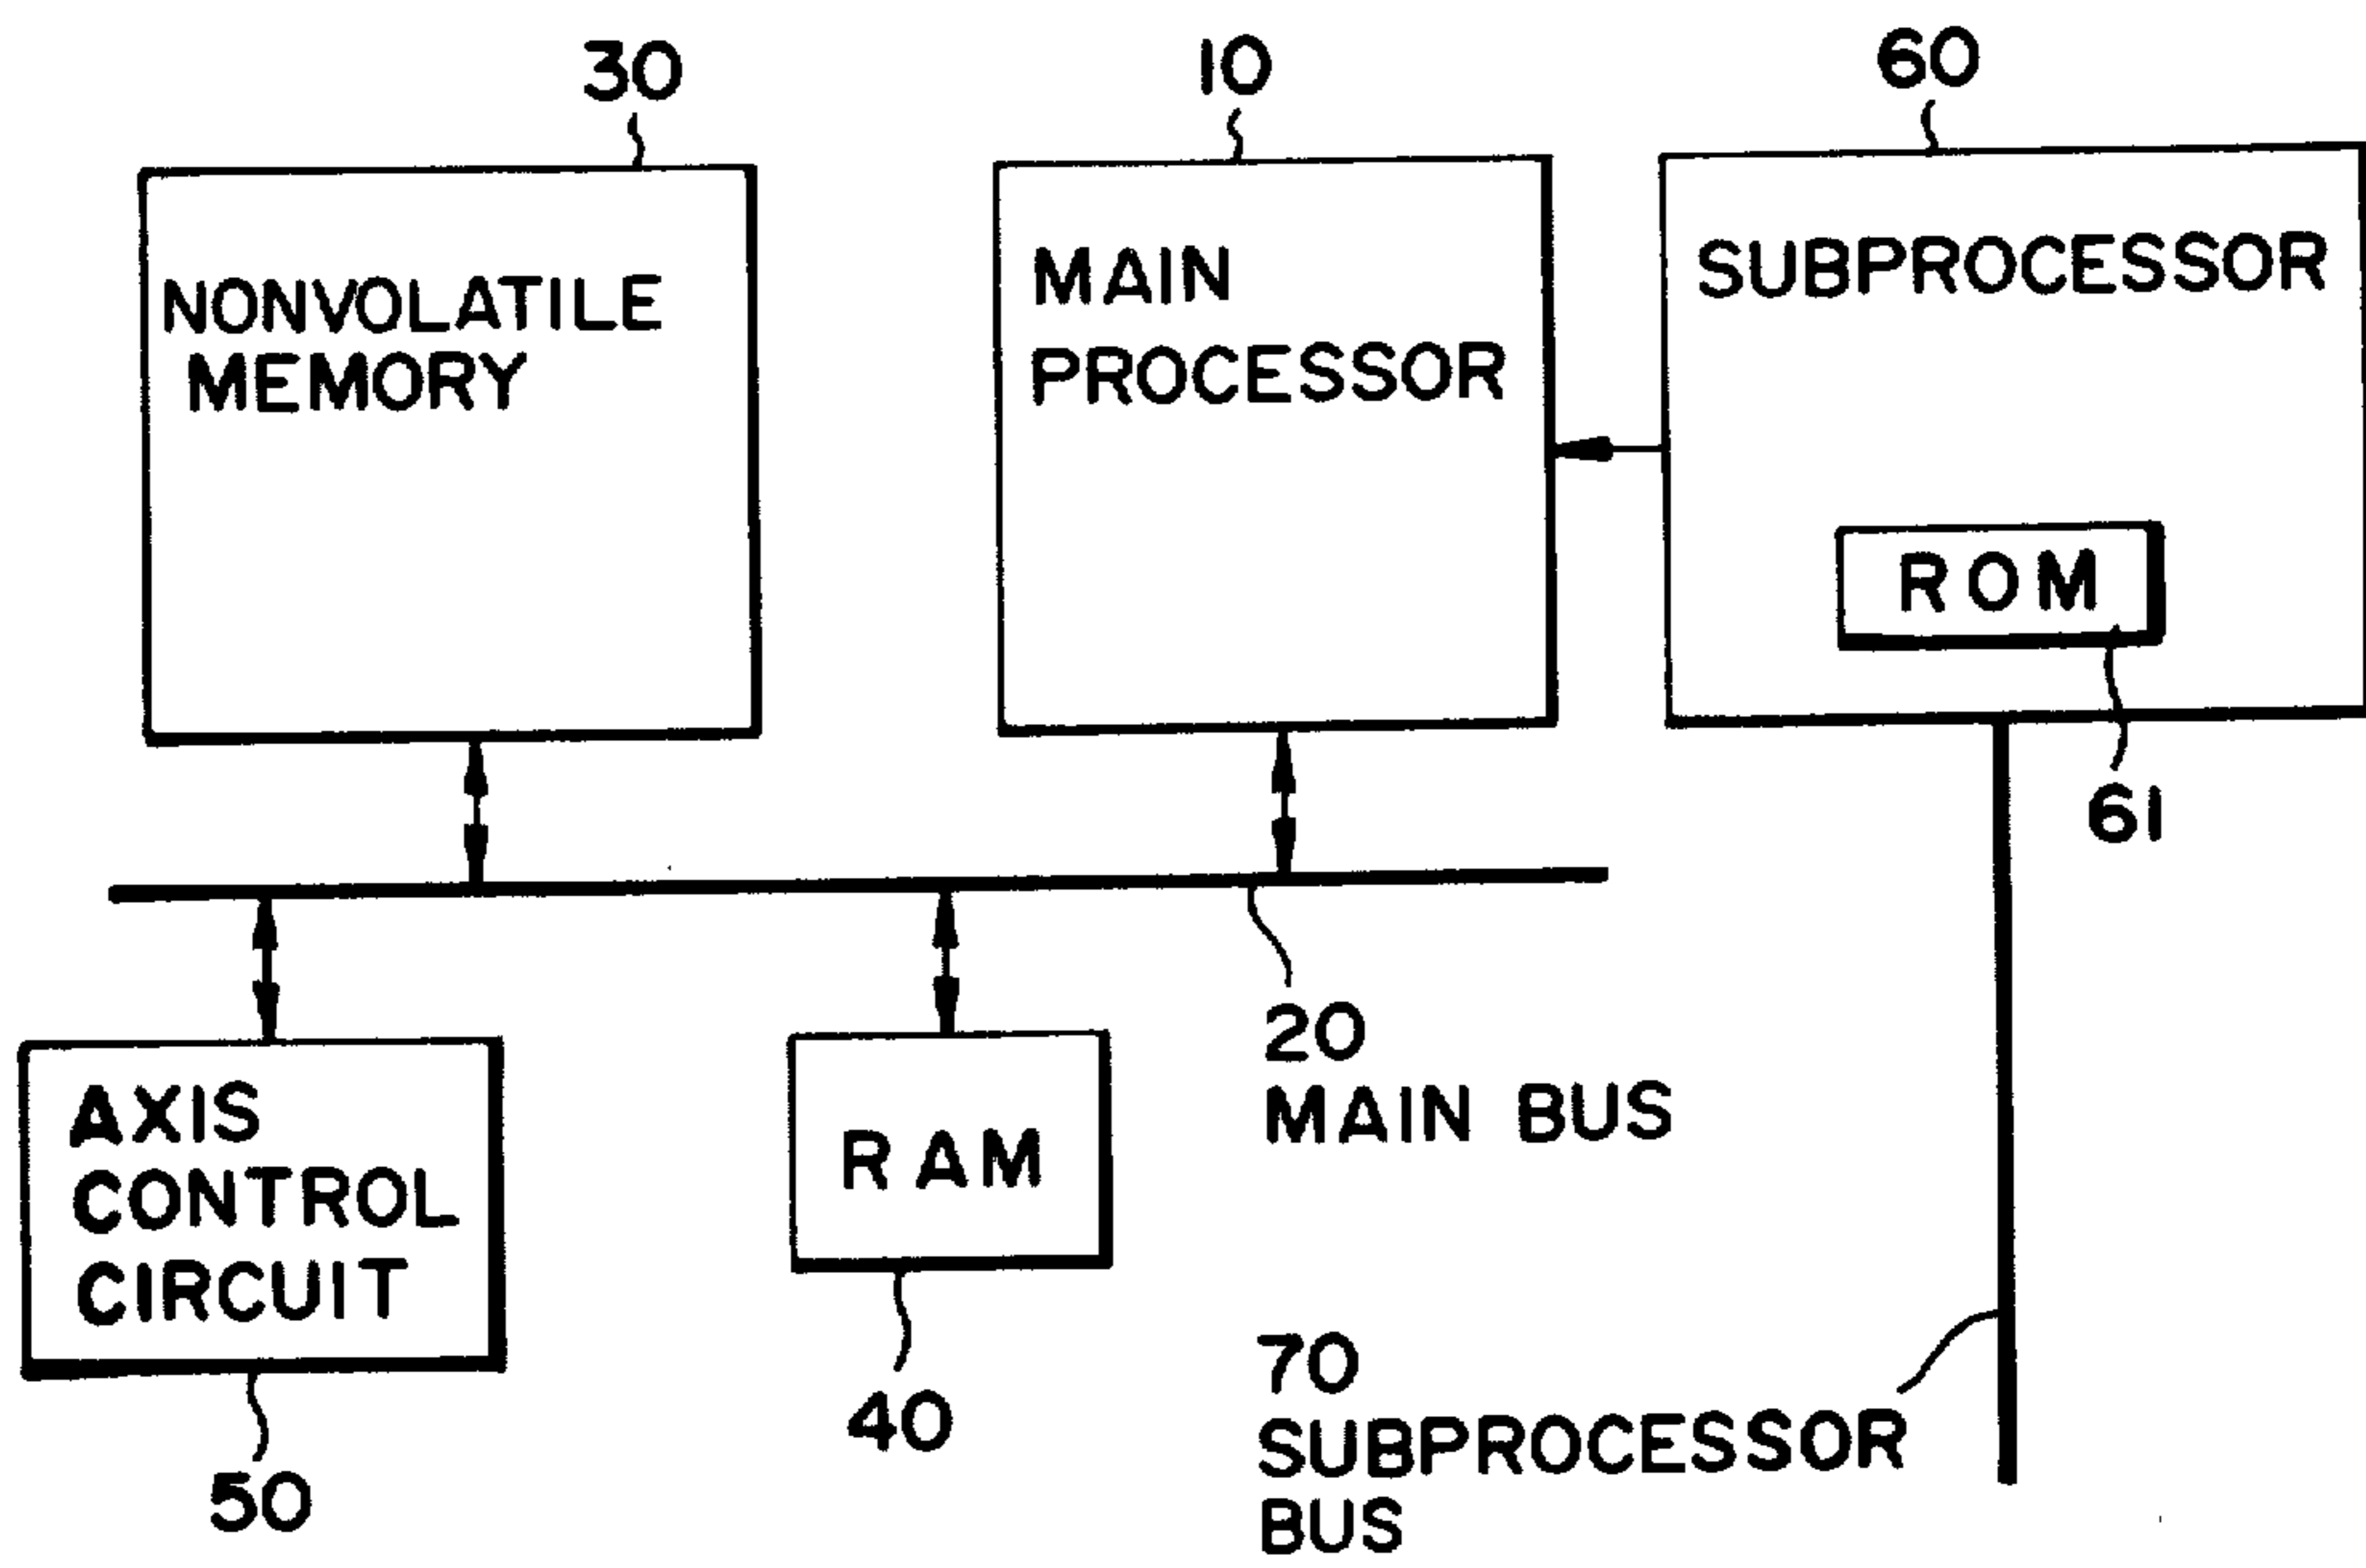 30
10
60
NONVOLATILE
MEMORY
MAIN
PROCESSOR
SUBPROCESSOR
ROM
61
20
MAIN BUS
AXIS
CONTROL
CIRCUIT
RAM
50
40
70
SUBPROCESSOR
BUS